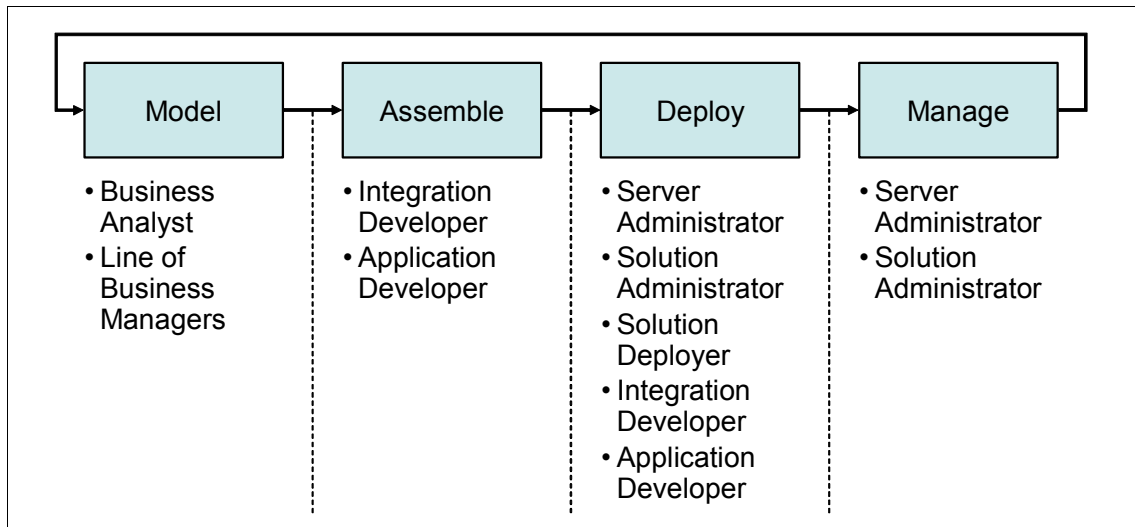 Model
• Business
Analyst
• Line of
Business
Managers
Assemble
• Integration
Developer
• Application
Developer
Deploy
• Server
Administrator
• Solution
Administrator
• Solution
Deployer
• Integration
Developer
• Application
Developer
Manage
• Server
Administrator
• Solution
Administrator